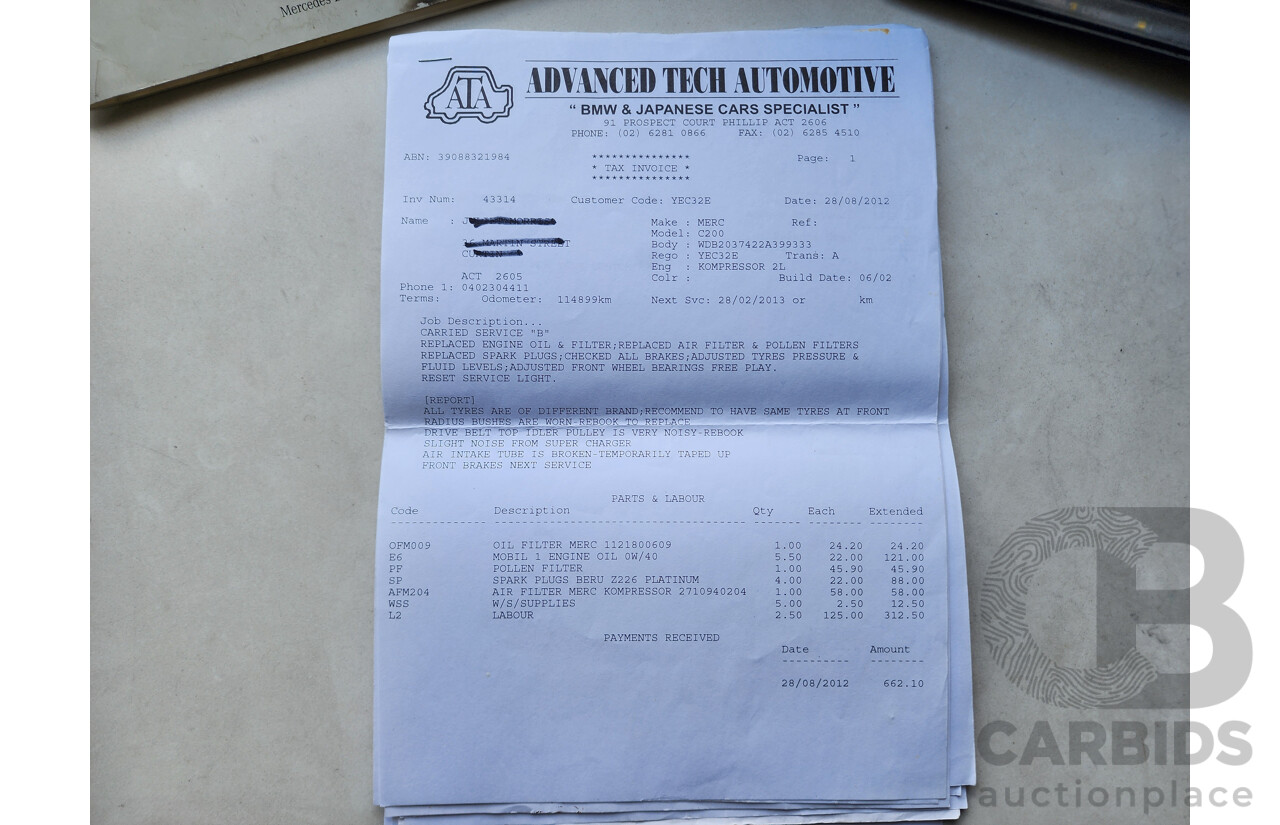 Mercedes
ATA
ADVANCED TECH AUTOMOTIVE
“ BMW & JAPANESE CARS SPECIALIST ”
91 PROSPECT COURT PHILLIP ACT 2606
PHONE: (02) 6281 0866 FAX: (02) 6285 4510
ABN: 39088321984 *************** Page: 1
* TAX INVOICE *
***************
Inv Num: 43314 Customer Code: YEC32E Date: 28/08/2012
Name : Make : MERC Ref:
Model: C200
Body : WDB2037422A399333
Rego : YEC32E Trans: A
Eng : KOMPRESSOR 2L
ACT 2605 Colr : Build Date: 06/02
Phone 1: 0402304411
Terms: Odometer: 114899km Next Svc: 28/02/2013 or km
Job Description...
CARRIED SERVICE "B"
REPLACED ENGINE OIL & FILTER;REPLACED AIR FILTER & POLLEN FILTERS
REPLACED SPARK PLUGS;CHECKED ALL BRAKES;ADJUSTED TYRES PRESSURE &
FLUID LEVELS;ADJUSTED FRONT WHEEL BEARINGS FREE PLAY.
RESET SERVICE LIGHT.
[REPORT]
ALL TYRES ARE OF DIFFERENT BRAND;RECOMMEND TO HAVE SAME TYRES AT FRONT
RADIUS BUSHES ARE WORN-REBOOK TO REPLACE
DRIVE BELT TOP IDLER PULLEY IS VERY NOISY-REBOOK
SLIGHT NOISE FROM SUPER CHARGER
AIR INTAKE TUBE IS BROKEN-TEMPORARILY TAPED UP
FRONT BRAKES NEXT SERVICE
PARTS & LABOUR
Code Description Qty Each Extended
OFM009 OIL FILTER MERC 1121800609 1.00 24.20 24.20
E6 MOBIL 1 ENGINE OIL 0W/40 5.50 22.00 121.00
PF POLLEN FILTER 1.00 45.90 45.90
SP SPARK PLUGS BERU Z226 PLATINUM 4.00 22.00 88.00
AFM204 AIR FILTER MERC KOMPRESSOR 2710940204 1.00 58.00 58.00
WSS W/S/SUPPLIES 5.00 2.50 12.50
L2 LABOUR 2.50 125.00 312.50
PAYMENTS RECEIVED
Date Amount
28/08/2012 662.10
CB
CARBIDS
auctionplace